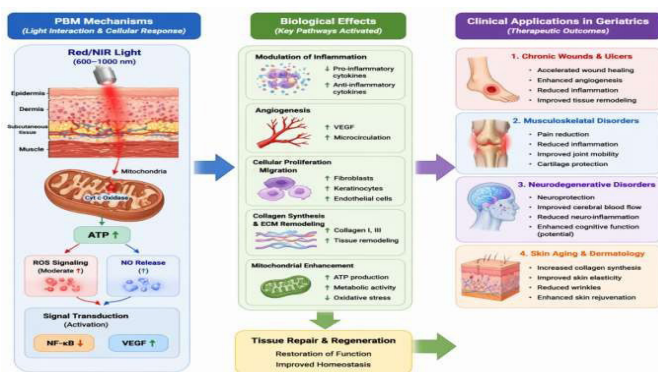 PBM Mechanisms
(Light Interaction & Cellular Response)
Red/NIR Light
(600–1000 nm)
Epidermis
Dermis
Subcutaneous
tissue
Muscle
Mitochondria
Cyt c Oxidase
ATP ↑
ROS Signaling
(Moderate ↑)
NO Release
(↑)
Signal Transduction
(Activation)
NF-κB ↓
VEGF ↑
Biological Effects
(Key Pathways Activated)
Modulation of Inflammation
↓ Pro-inflammatory
cytokines
↑ Anti-inflammatory
cytokines
Angiogenesis
↑ VEGF
↑ Microcirculation
Cellular Proliferation
Migration
↑ Fibroblasts
↑ Keratinocytes
↑ Endothelial cells
Collagen Synthesis
& ECM Remodeling
↑ Collagen I, III
↑ Tissue remodeling
Mitochondrial Enhancement
↑ ATP production
↑ Metabolic activity
↓ Oxidative stress
Tissue Repair & Regeneration
Restoration of Function
Improved Homeostasis
Clinical Applications in Geriatrics
(Therapeutic Outcomes)
1. Chronic Wounds & Ulcers
• Accelerated wound healing
• Enhanced angiogenesis
• Reduced inflammation
• Improved tissue remodeling
2. Musculoskelatal Disorders
• Pain reduction
• Reduced inflammation
• Improved joint mobility
• Cartilage protection
3. Neurodegenerative Disorders
• Neuroprotection
• Improved cerebral blood flow
• Reduced neuro-inflammation
• Enhanced cognitive function
(potential)
4. Skin Aging & Dermatology
• Increased collagen synthesis
• Improved skin elasticity
• Reduced wrinkles
• Enhanced skin rejuvenation